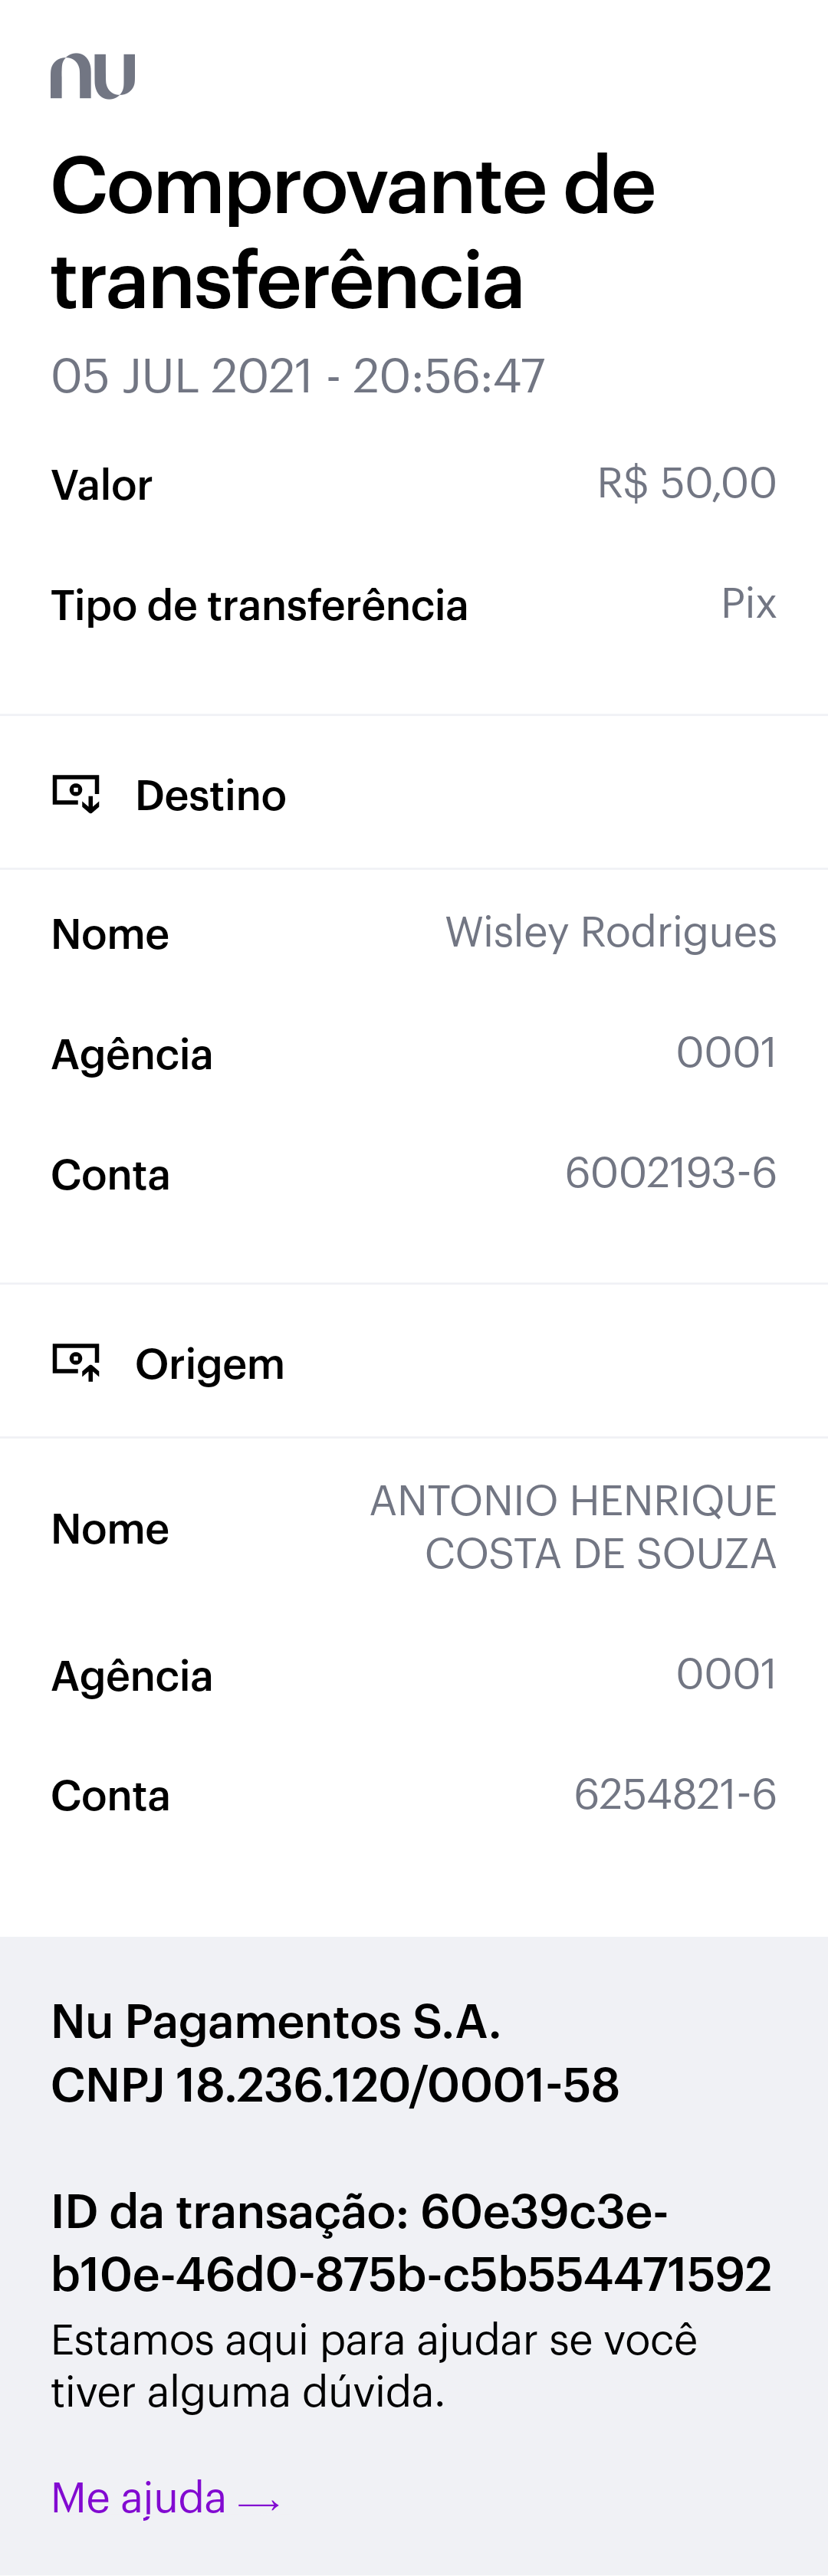 nu
Comprovante de
transferência
05 JUL 2021 - 20:56:47
Valor R$ 50,00
Tipo de transferência Pix
Destino
Nome Wisley Rodrigues
Agência 0001
Conta 6002193-6
Origem
Nome ANTONIO HENRIQUE
COSTA DE SOUZA
Agência 0001
Conta 6254821-6
Nu Pagamentos S.A.
CNPJ 18.236.120/0001-58
ID da transação: 60e39c3e-
b10e-46d0-875b-c5b554471592
Estamos aqui para ajudar se você
tiver alguma dúvida.
Me ajuda →